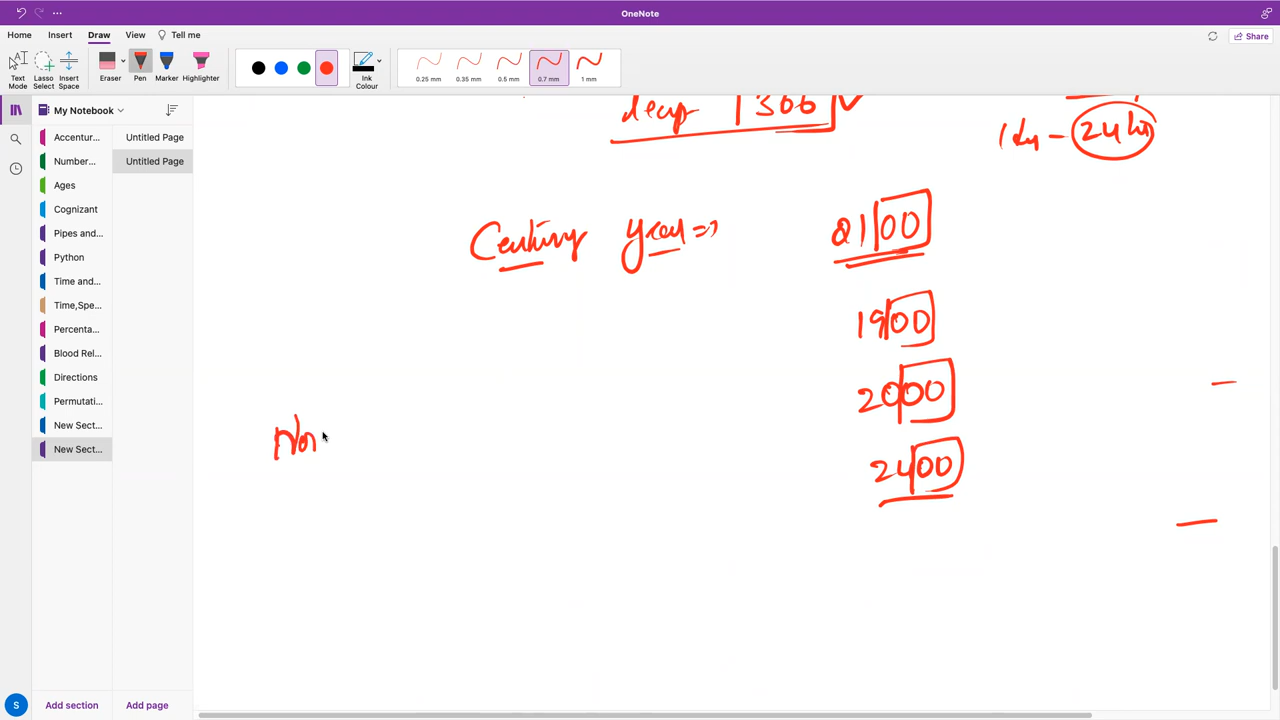 OneNote
Home Insert Draw View Tell me
Share
Text Mode
Lasso Select
Insert Space
Eraser
Pen
Marker
Highlighter
Ink Colour
0.25 mm
0.35 mm
0.5 mm
0.7 mm
1 mm
My Notebook
Accentur...
Number...
Ages
Cognizant
Pipes and...
Python
Time and...
Time,Spe...
Percenta...
Blood Rel...
Directions
Permutati...
New Sect...
New Sect...
Untitled Page
Untitled Page
leap 366
1 day - 24 hr
Century year =>
2100
1900
2000
2400
Non
S
Add section
Add page